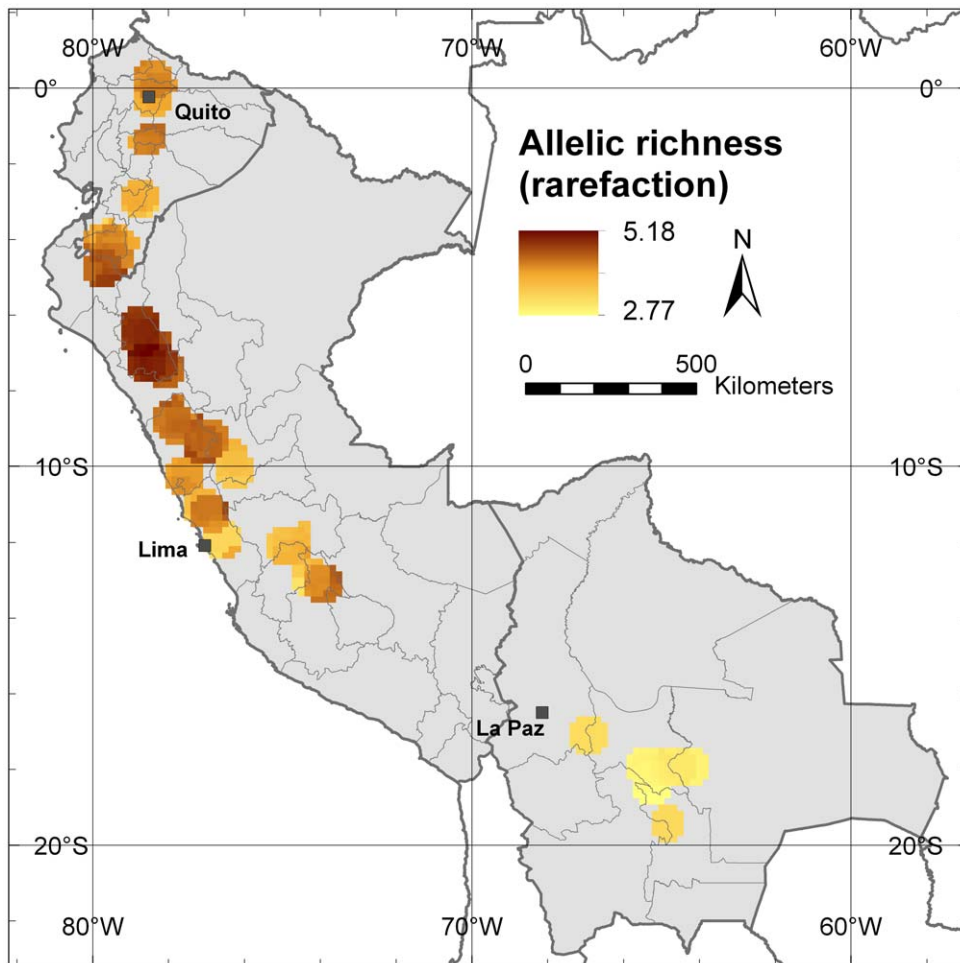 80°W
70°W
60°W
0°
0°
Quito
Allelic richness
(rarefaction)
5.18
2.77
N
0
500
Kilometers
10°S
10°S
Lima
La Paz
20°S
20°S
80°W
70°W
60°W